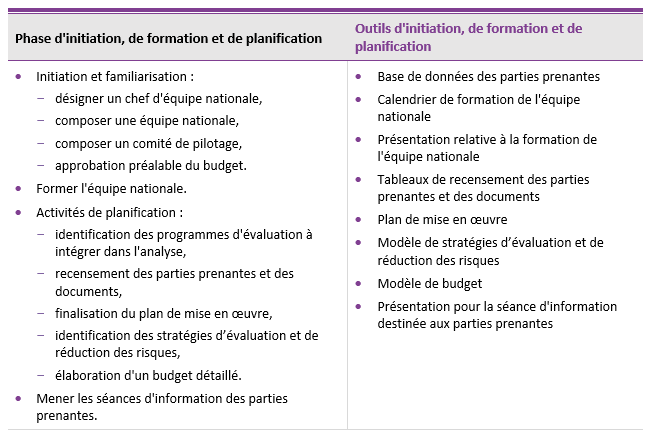 Phase d'initiation, de formation et de planification
• Initiation et familiarisation :
– désigner un chef d'équipe nationale,
– composer une équipe nationale,
– composer un comité de pilotage,
– approbation préalable du budget.
• Former l'équipe nationale.
• Activités de planification :
– identification des programmes d'évaluation à
intégrer dans l'analyse,
– recensement des parties prenantes et des
documents,
– finalisation du plan de mise en œuvre,
– identification des stratégies d’évaluation et de
réduction des risques,
– élaboration d'un budget détaillé.
• Mener les séances d'information des parties
prenantes.
Outils d'initiation, de formation et de
planification
• Base de données des parties prenantes
• Calendrier de formation de l'équipe
nationale
• Présentation relative à la formation de
l'équipe nationale
• Tableaux de recensement des parties
prenantes et des documents
• Plan de mise en œuvre
• Modèle de stratégies d’évaluation et de
réduction des risques
• Modèle de budget
• Présentation pour la séance d'information
destinée aux parties prenantes